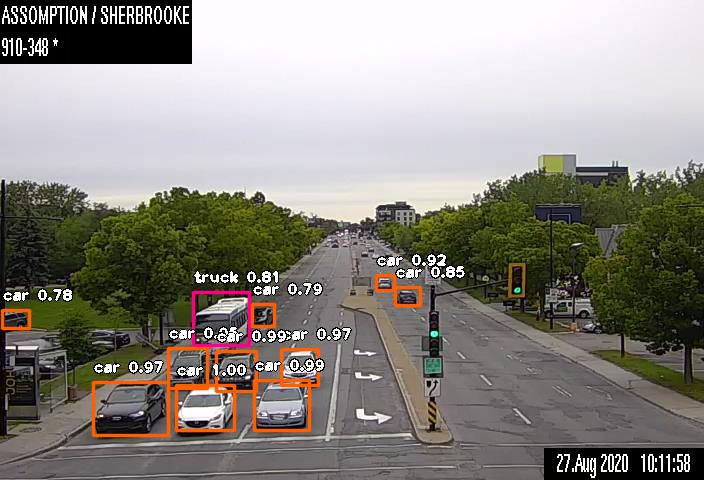 ASSOMPTION / SHERBROOKE
910-348 *
car 0.92
car 0.85
truck 0.81
car 0.79
car 0.78
car 0.95
car 0.99
car 0.97
car 0.97
car 1.00
car 0.99
27.Aug 2020 10:11:58